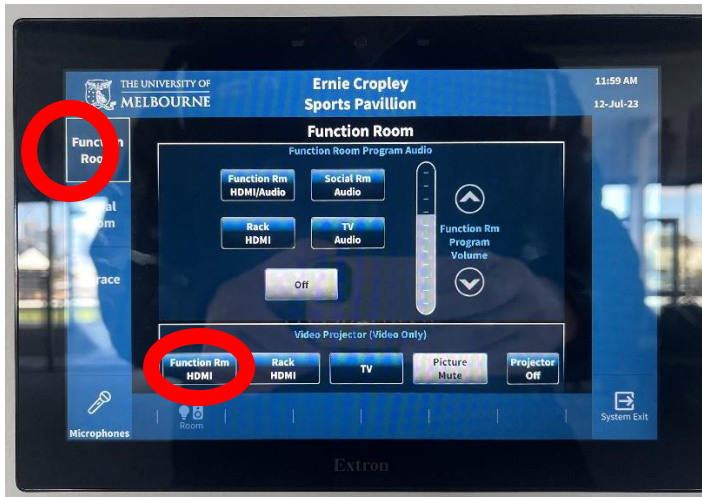 THE UNIVERSITY OF
MELBOURNE
Ernie Cropley
Sports Pavillion
11:59 AM
12-Jul-23
Function
Room
Function Room
Function Room Program Audio
Function Rm
HDMI/Audio
Social Rm
Audio
Rack
HDMI
TV
Audio
Off
Function Rm
Program
Volume
Video Projector (Video Only)
Function Rm
HDMI
Rack
HDMI
TV
Picture
Mute
Projector
Off
Microphones
Room
System Exit
Extron